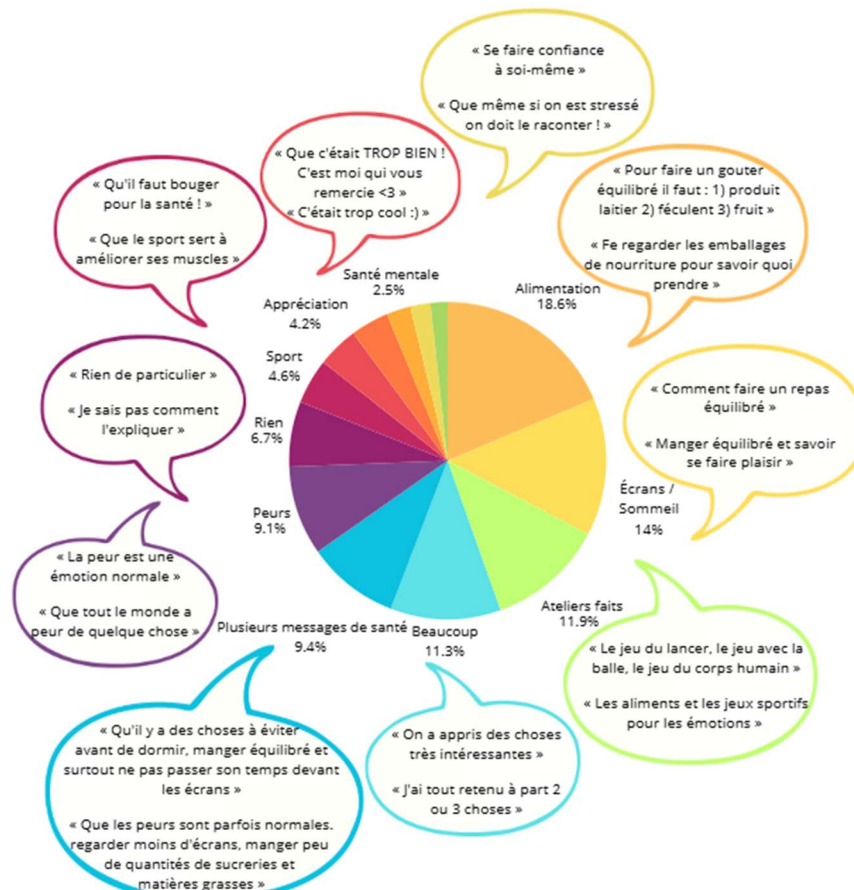 « Se faire confiance
à soi-même »
« Que même si on est stressé
on doit le raconter ! »
« Que c'était TROP BIEN !
C'est moi qui vous
remercie <3 »
« C'était trop cool :) »
« Qu'il faut bouger
pour la santé ! »
« Que le sport sert à
améliorer ses muscles »
« Pour faire un gouter
équilibré il faut : 1) produit
laitier 2) féculent 3) fruit »
« Fe regarder les emballages
de nourriture pour savoir quoi
prendre »
Santé mentale
2.5%
Alimentation
18.6%
Appréciation
4.2%
Sport
4.6%
« Rien de particulier »
« Je sais pas comment
l'expliquer »
Rien
6.7%
« Comment faire un repas
équilibré »
« Manger équilibré et savoir
se faire plaisir »
Écrans /
Sommeil
14%
Peurs
9.1%
« La peur est une
émotion normale »
« Que tout le monde a
peur de quelque chose »
Plusieurs messages de santé
9.4%
Beaucoup
11.3%
Ateliers faits
11.9%
« Le jeu du lancer, le jeu avec la
balle, le jeu du corps humain »
« Les aliments et les jeux sportifs
pour les émotions »
« Qu'il y a des choses à éviter
avant de dormir, manger équilibré et
surtout ne pas passer son temps devant
les écrans »
« Que les peurs sont parfois normales.
regarder moins d'écrans, manger peu
de quantités de sucreries et
matières grasses »
« On a appris des choses
très intéressantes »
« J'ai tout retenu à part 2
ou 3 choses »